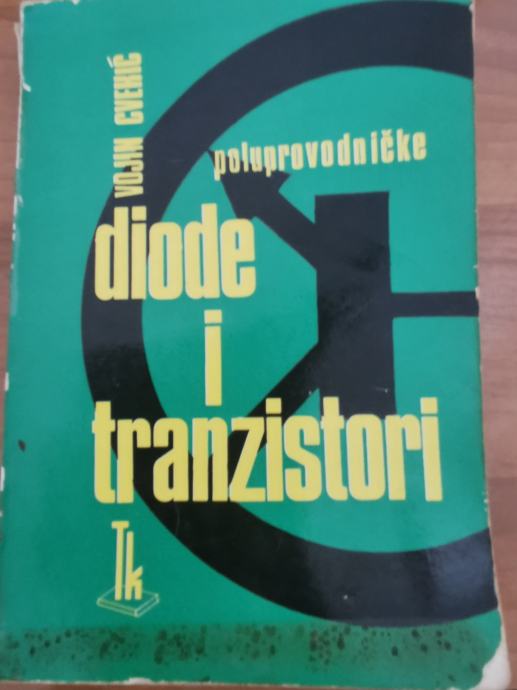 VOJIN CVEKIĆ
poluprovodničke
diode
i
tranzistori
Tk